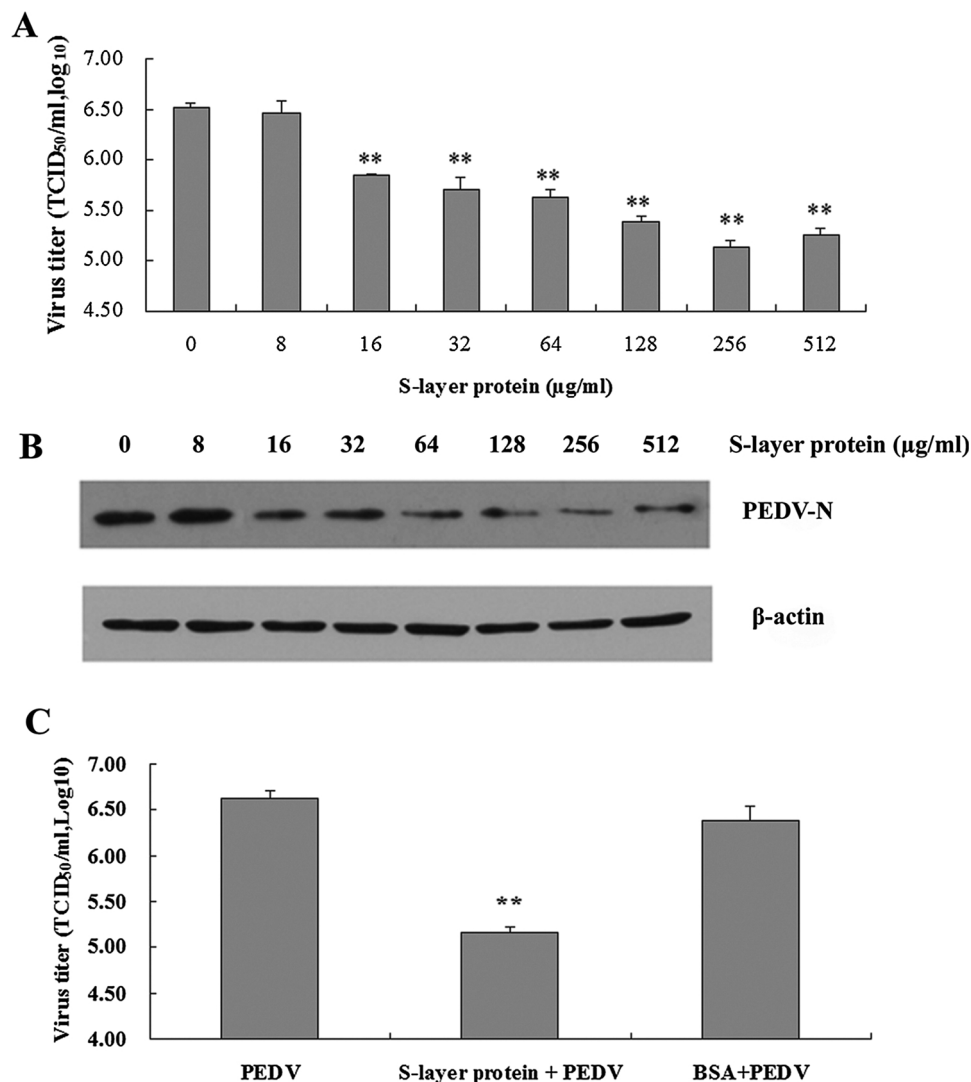 A
Virus titer (TCID50/ml,log10)
7.00
6.50
6.00
5.50
5.00
4.50
** ** ** ** ** **
0 8 16 32 64 128 256 512
S-layer protein (µg/ml)
B
0 8 16 32 64 128 256 512 S-layer protein (µg/ml)
PEDV-N
β-actin
C
Virus titer (TCID50/ml,Log10)
7.00
6.50
6.00
5.50
5.00
4.50
4.00
**
PEDV S-layer protein + PEDV BSA+PEDV